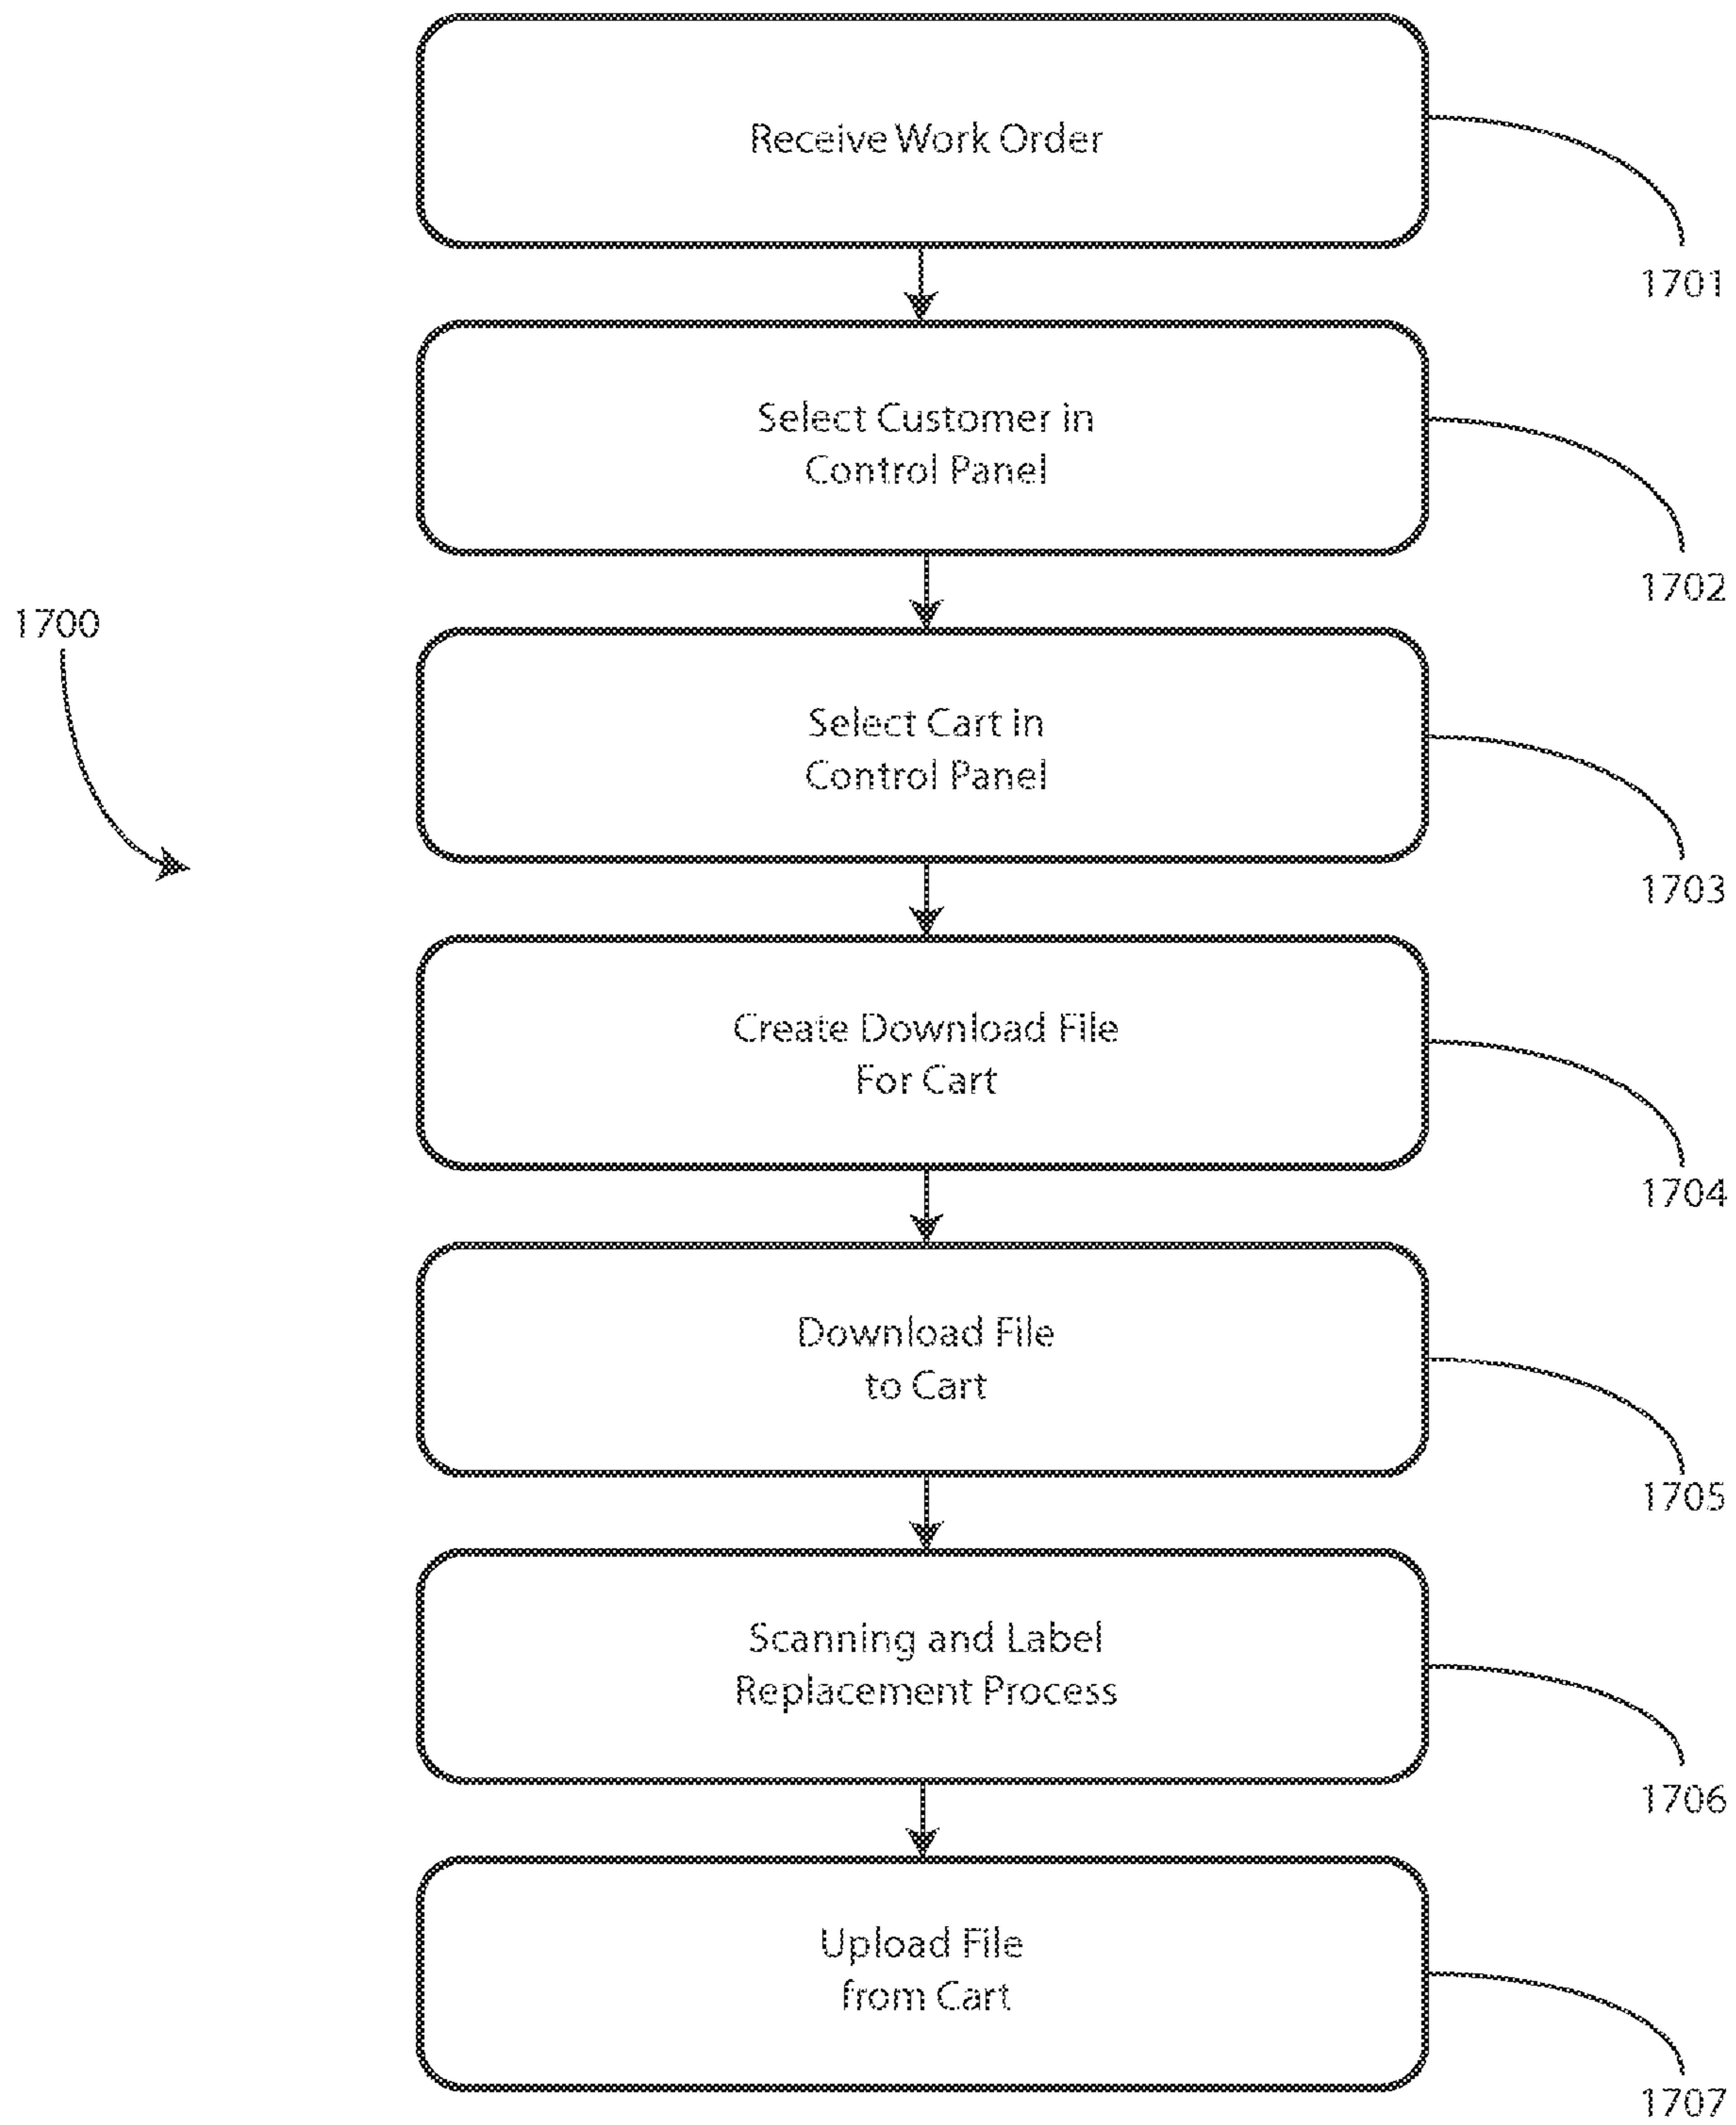 Receive Work Order
1701
Select Customer in
Control Panel
1702
1700
Select Cart in
Control Panel
1703
Create Download File
For Cart
1704
Download File
to Cart
1705
Scanning and Label
Replacement Process
1706
Upload File
from Cart
1707